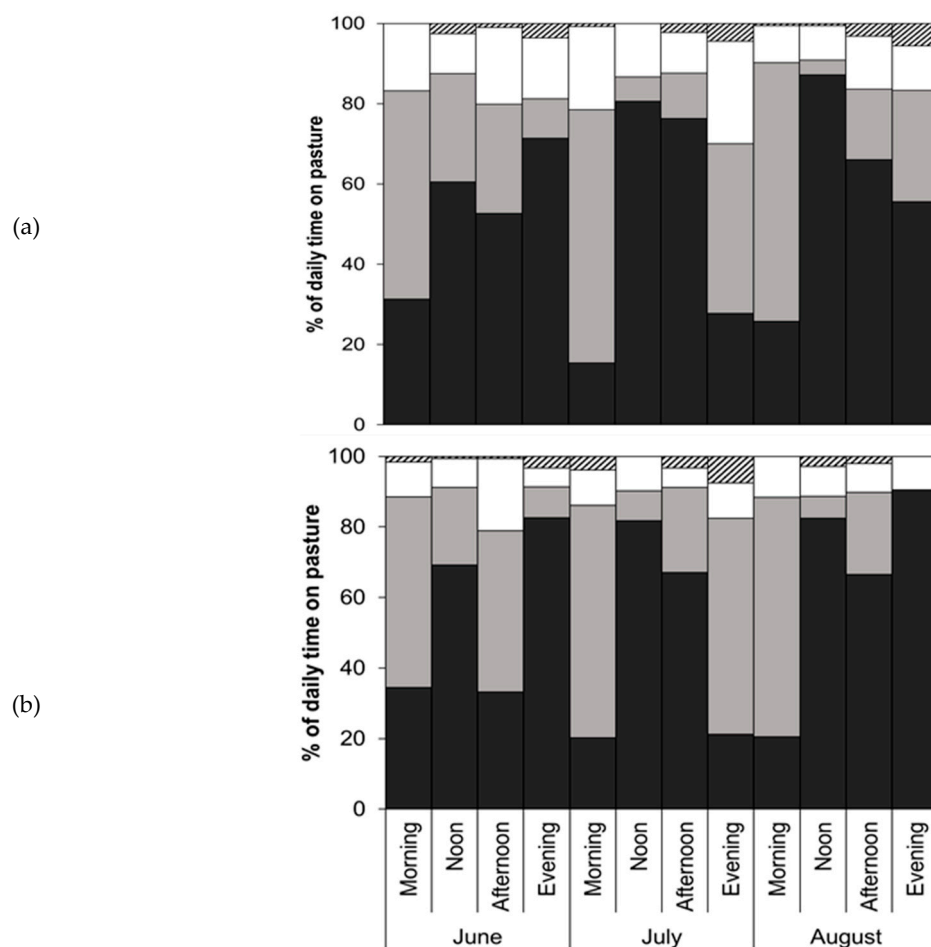 (a)
% of daily time on pasture
100
80
60
40
20
0
(b)
% of daily time on pasture
100
80
60
40
20
0
Morning
Noon
Afternoon
Evening
Morning
Noon
Afternoon
Evening
Morning
Noon
Afternoon
Evening
June
July
August